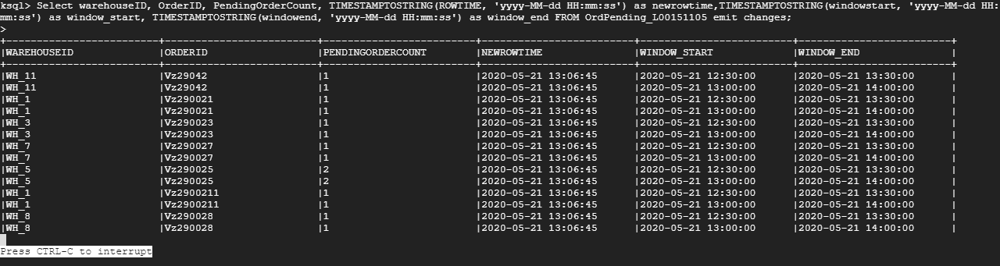 ksql> Select warehouseID, OrderID, PendingOrderCount, TIMESTAMPTOSTRING(ROWTIME, 'yyyy-MM-dd HH:mm:ss') as newrowtime,TIMESTAMPTOSTRING(windowstart, 'yyyy-MM-dd HH:
mm:ss') as window_start, TIMESTAMPTOSTRING(windowend, 'yyyy-MM-dd HH:mm:ss') as window_end FROM OrdPending_L00151105 emit changes;
>
+--------------------------+--------------------------+--------------------------+--------------------------+--------------------------+--------------------------+
|WAREHOUSEID |ORDERID |PENDINGORDERCOUNT |NEWROWTIME |WINDOW_START |WINDOW_END |
+--------------------------+--------------------------+--------------------------+--------------------------+--------------------------+--------------------------+
|WH_11 |Vz29042 |1 |2020-05-21 13:06:45 |2020-05-21 12:30:00 |2020-05-21 13:30:00 |
|WH_11 |Vz29042 |1 |2020-05-21 13:06:45 |2020-05-21 13:00:00 |2020-05-21 14:00:00 |
|WH_1 |Vz290021 |1 |2020-05-21 13:06:45 |2020-05-21 12:30:00 |2020-05-21 13:30:00 |
|WH_1 |Vz290021 |1 |2020-05-21 13:06:45 |2020-05-21 13:00:00 |2020-05-21 14:00:00 |
|WH_3 |Vz290023 |1 |2020-05-21 13:06:45 |2020-05-21 12:30:00 |2020-05-21 13:30:00 |
|WH_3 |Vz290023 |1 |2020-05-21 13:06:45 |2020-05-21 13:00:00 |2020-05-21 14:00:00 |
|WH_7 |Vz290027 |1 |2020-05-21 13:06:45 |2020-05-21 12:30:00 |2020-05-21 13:30:00 |
|WH_7 |Vz290027 |1 |2020-05-21 13:06:45 |2020-05-21 13:00:00 |2020-05-21 14:00:00 |
|WH_5 |Vz290025 |2 |2020-05-21 13:06:45 |2020-05-21 12:30:00 |2020-05-21 13:30:00 |
|WH_5 |Vz290025 |2 |2020-05-21 13:06:45 |2020-05-21 13:00:00 |2020-05-21 14:00:00 |
|WH_1 |Vz2900211 |1 |2020-05-21 13:06:45 |2020-05-21 12:30:00 |2020-05-21 13:30:00 |
|WH_1 |Vz2900211 |1 |2020-05-21 13:06:45 |2020-05-21 13:00:00 |2020-05-21 14:00:00 |
|WH_8 |Vz290028 |1 |2020-05-21 13:06:45 |2020-05-21 12:30:00 |2020-05-21 13:30:00 |
|WH_8 |Vz290028 |1 |2020-05-21 13:06:45 |2020-05-21 13:00:00 |2020-05-21 14:00:00 |
Press CTRL-C to interrupt